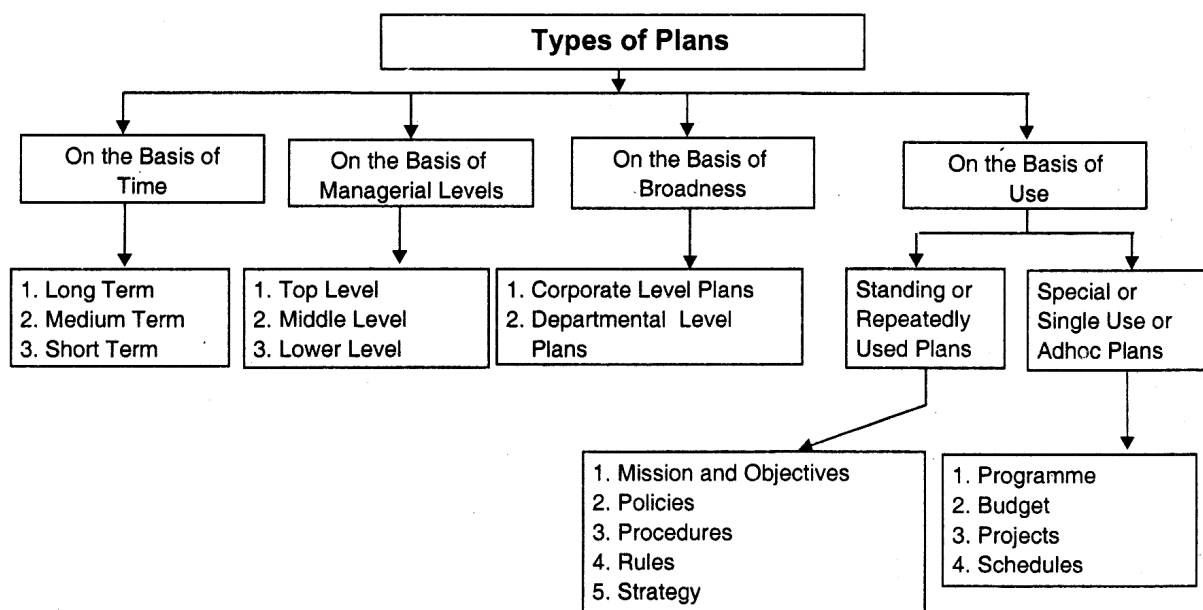 Types of Plans
On the Basis of
Time
On the Basis of
Managerial Levels
On the Basis of
Broadness
On the Basis of
Use
1. Long Term
2. Medium Term
3. Short Term
1. Top Level
2. Middle Level
3. Lower Level
1. Corporate Level Plans
2. Departmental Level
Plans
Standing or
Repeatedly
Used Plans
Special or
Single Use or
Adhoc Plans
1. Mission and Objectives
2. Policies
3. Procedures
4. Rules
5. Strategy
1. Programme
2. Budget
3. Projects
4. Schedules